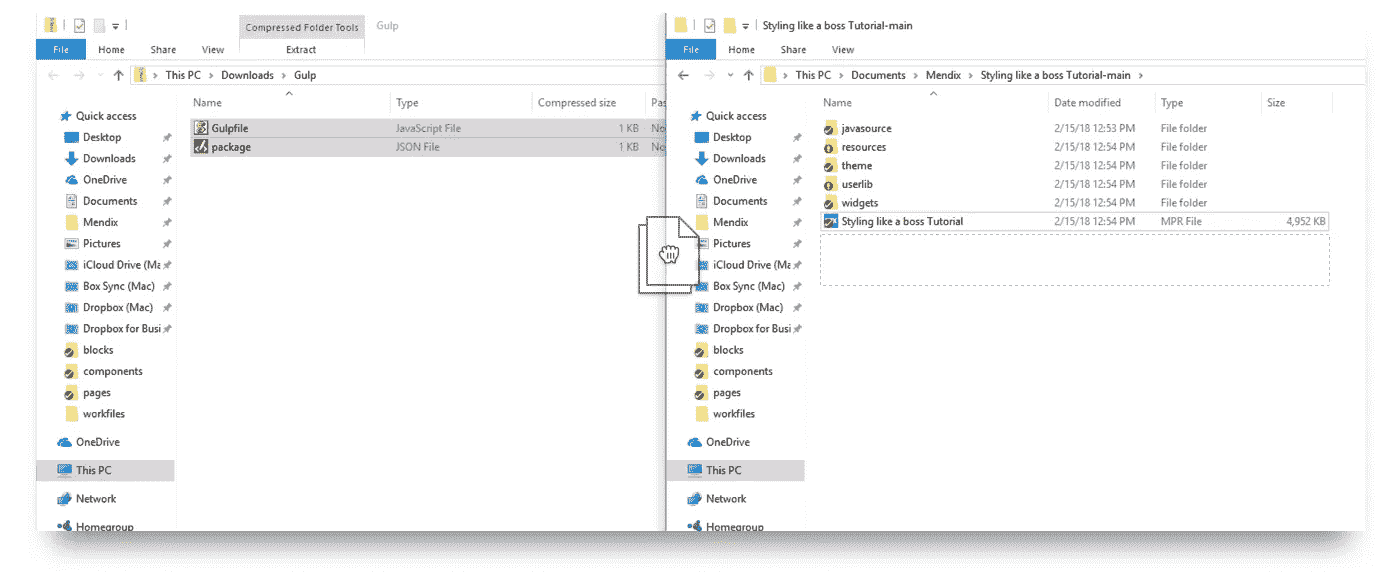 Compressed Folder Tools Gulp
File Home Share View Extract
This PC > Downloads > Gulp
Name Type Compressed size Pas
Quick access
Desktop
Downloads
OneDrive
Documents
Mendix
Pictures
iCloud Drive (Ma
Box Sync (Mac)
Dropbox (Mac)
Dropbox for Busi
blocks
components
pages
workfiles
OneDrive
This PC
Network
Homegroup
Gulpfile JavaScript File 1 KB No
package JSON File 1 KB No
Styling like a boss Tutorial-main
File Home Share View
This PC > Documents > Mendix > Styling like a boss Tutorial-main >
Name Date modified Type Size
Quick access
Desktop
Downloads
OneDrive
Documents
Mendix
Pictures
iCloud Drive (Ma
Box Sync (Mac)
Dropbox (Mac)
Dropbox for Busi
blocks
components
pages
workfiles
OneDrive
This PC
Network
Homegroup
javasource 2/15/18 12:53 PM File folder
resources 2/15/18 12:54 PM File folder
theme 2/15/18 12:54 PM File folder
userlib 2/15/18 12:54 PM File folder
widgets 2/15/18 12:54 PM File folder
Styling like a boss Tutorial 2/15/18 12:54 PM MPR File 4,952 KB